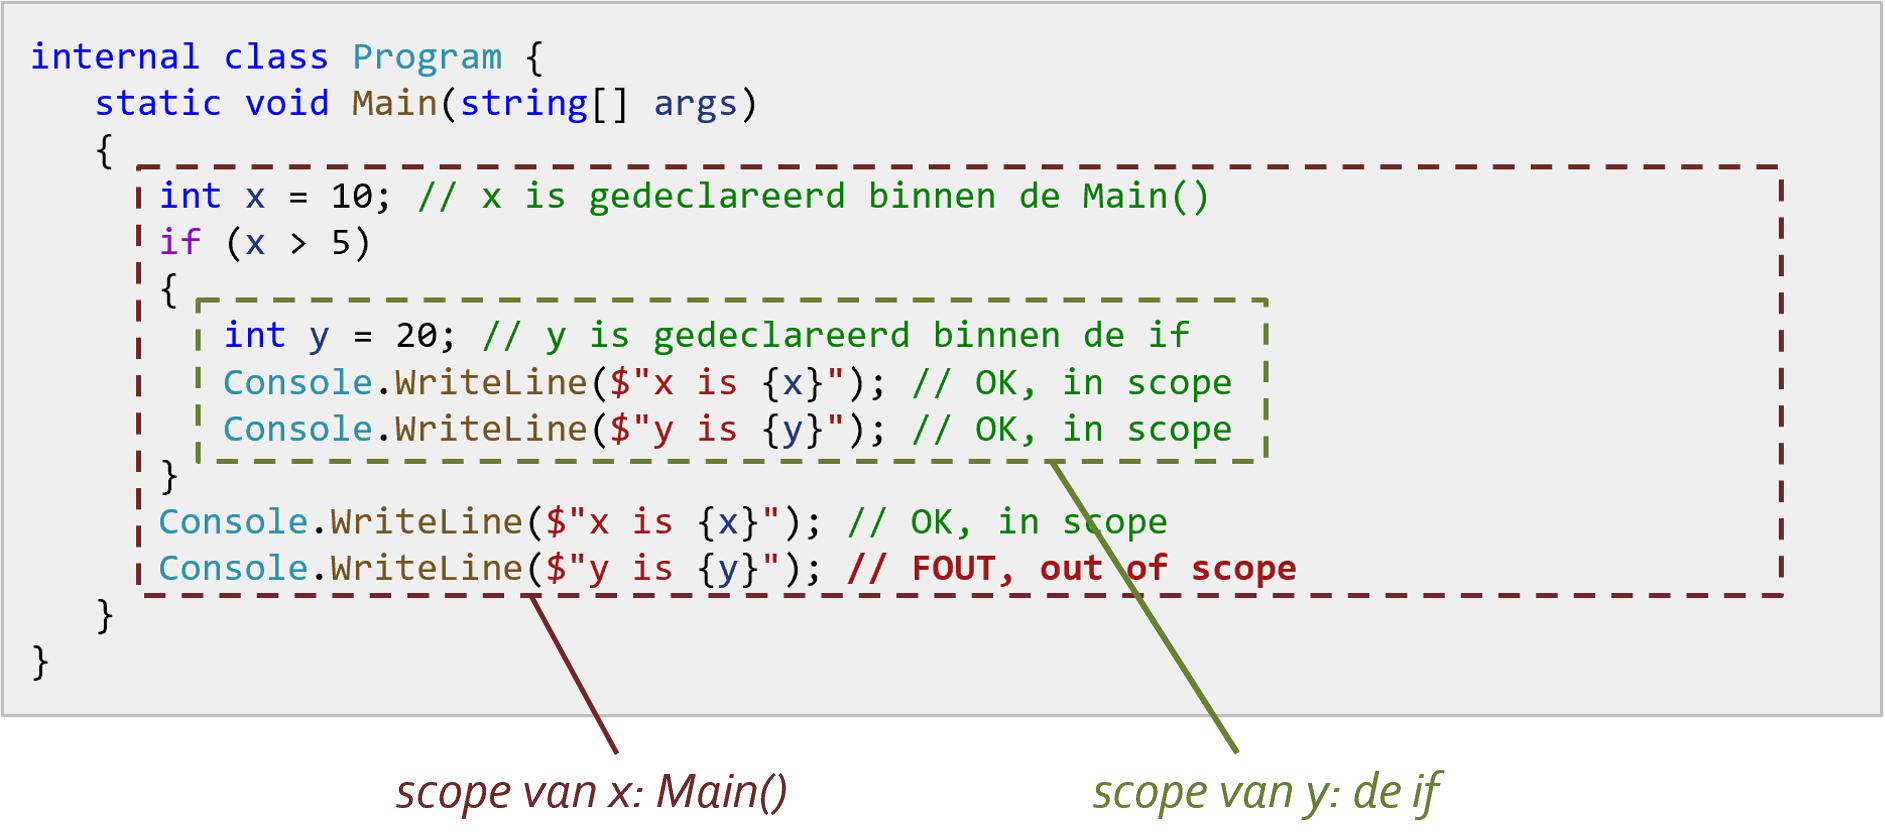 internal class Program {
static void Main(string[] args)
{
int x = 10; // x is gedeclareerd binnen de Main()
if (x > 5)
{
int y = 20; // y is gedeclareerd binnen de if
Console.WriteLine($"x is {x}"); // OK, in scope
Console.WriteLine($"y is {y}"); // OK, in scope
}
Console.WriteLine($"x is {x}"); // OK, in scope
Console.WriteLine($"y is {y}"); // FOUT, out of scope
}
}
scope van x: Main()
scope van y: de if